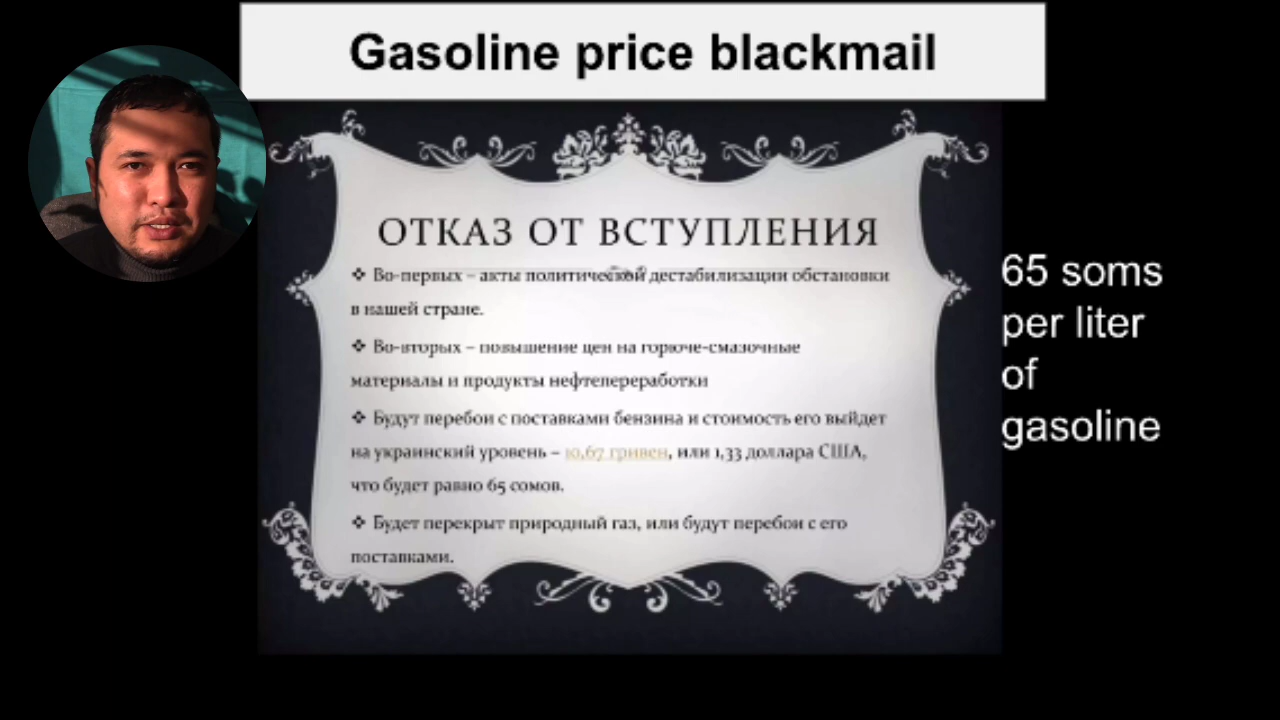 Gasoline price blackmail
ОТКАЗ ОТ ВСТУПЛЕНИЯ
❖ Во-первых – акты политической дестабилизации обстановки
в нашей стране.
❖ Во-вторых – повышение цен на горюче-смазочные
материалы и продукты нефтепереработки
❖ Будут перебои с поставками бензина и стоимость его выйдет
на украинский уровень – 10,67 гривен, или 1,33 доллара США,
что будет равно 65 сомов.
❖ Будет перекрыт природный газ, или будут перебои с его
поставками.
65 soms
per liter
of
gasoline